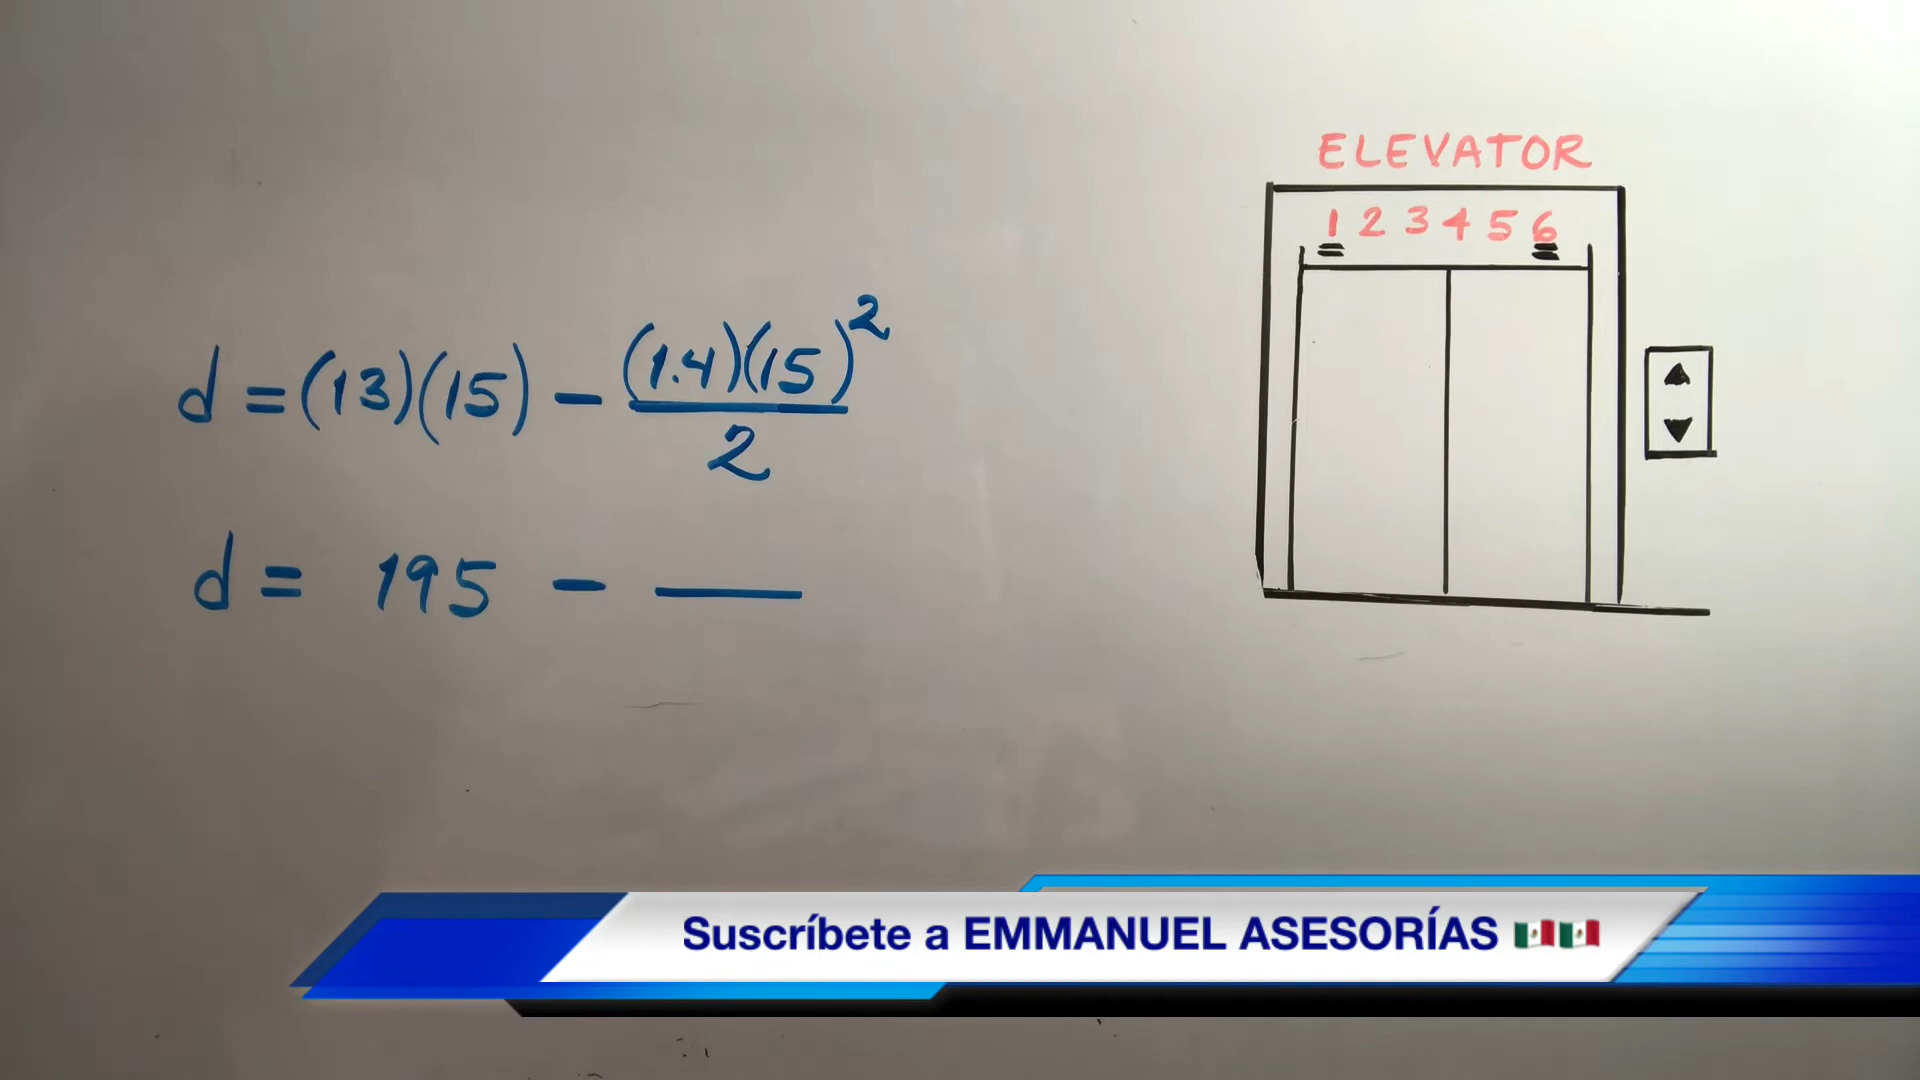 d = (13)(15) - (1.4)(15)² / 2
d = 195 - ___
ELEVATOR
1 2 3 4 5 6
Suscríbete a EMMANUEL ASESORÍAS 🇲🇽🇲🇽